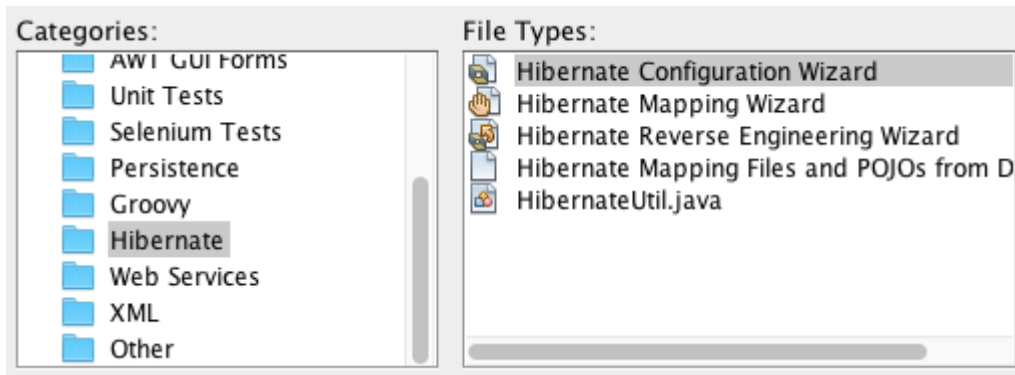 Categories:
AWT GUI Forms
Unit Tests
Selenium Tests
Persistence
Groovy
Hibernate
Web Services
XML
Other
File Types:
Hibernate Configuration Wizard
Hibernate Mapping Wizard
Hibernate Reverse Engineering Wizard
Hibernate Mapping Files and POJOs from D
HibernateUtil.java